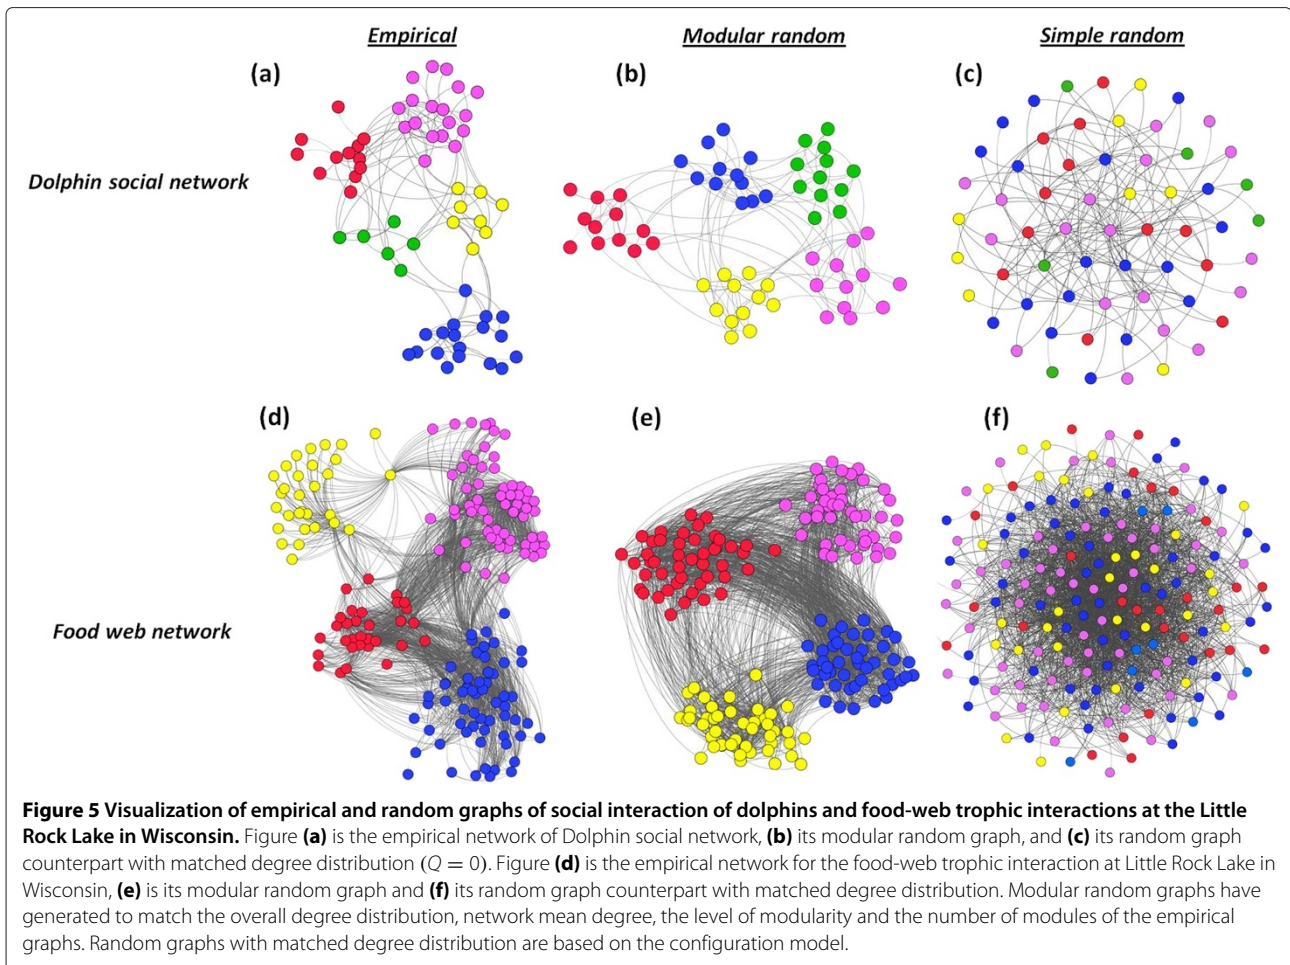 Empirical
Modular random
Simple random
(a)
(b)
(c)
Dolphin social network
(d)
(e)
(f)
Food web network
Figure 5 Visualization of empirical and random graphs of social interaction of dolphins and food-web trophic interactions at the Little
Rock Lake in Wisconsin. Figure (a) is the empirical network of Dolphin social network, (b) its modular random graph, and (c) its random graph
counterpart with matched degree distribution (Q = 0). Figure (d) is the empirical network for the food-web trophic interaction at Little Rock Lake in
Wisconsin, (e) is its modular random graph and (f) its random graph counterpart with matched degree distribution. Modular random graphs have
generated to match the overall degree distribution, network mean degree, the level of modularity and the number of modules of the empirical
graphs. Random graphs with matched degree distribution are based on the configuration model.